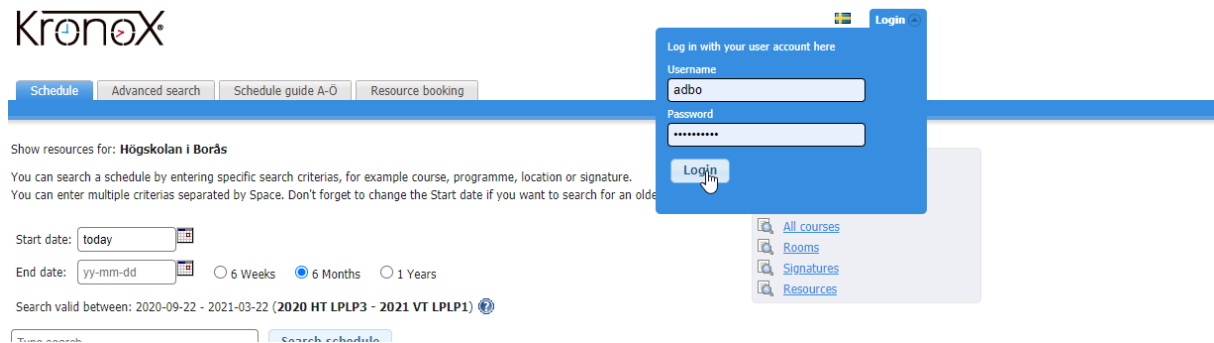 KronoX
Login
Log in with your user account here
Username
adbo
Password
••••••••••
Login
Schedule
Advanced search
Schedule guide A-Ö
Resource booking
Show resources for: Högskolan i Borås
You can search a schedule by entering specific search criterias, for example course, programme, location or signature.
You can enter multiple criterias separated by Space. Don't forget to change the Start date if you want to search for an olde
Start date: today
End date: yy-mm-dd 6 Weeks 6 Months 1 Years
Search valid between: 2020-09-22 - 2021-03-22 (2020 HT LPLP3 - 2021 VT LPLP1)
Type search
Search schedule
All courses
Rooms
Signatures
Resources